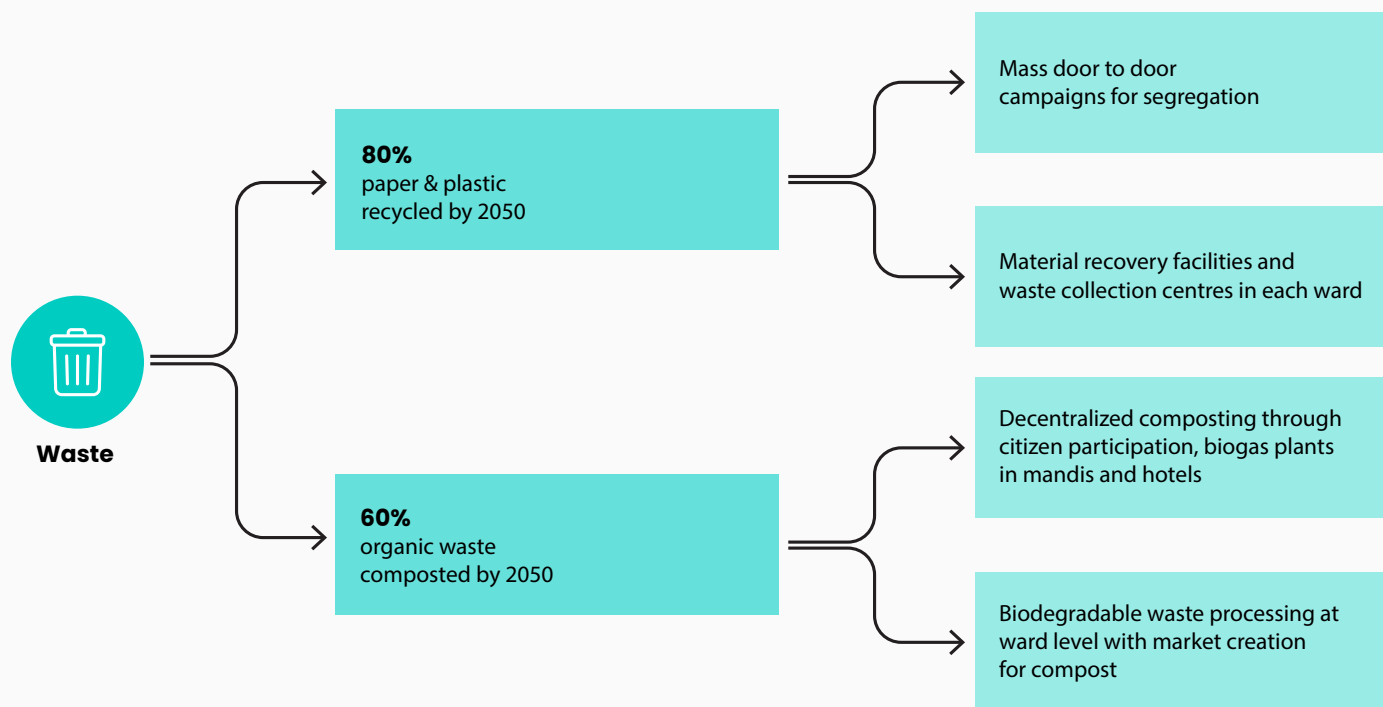 Waste
80%
paper & plastic
recycled by 2050
Mass door to door
campaigns for segregation
Material recovery facilities and
waste collection centres in each ward
60%
organic waste
composted by 2050
Decentralized composting through
citizen participation, biogas plants
in mandis and hotels
Biodegradable waste processing at
ward level with market creation
for compost